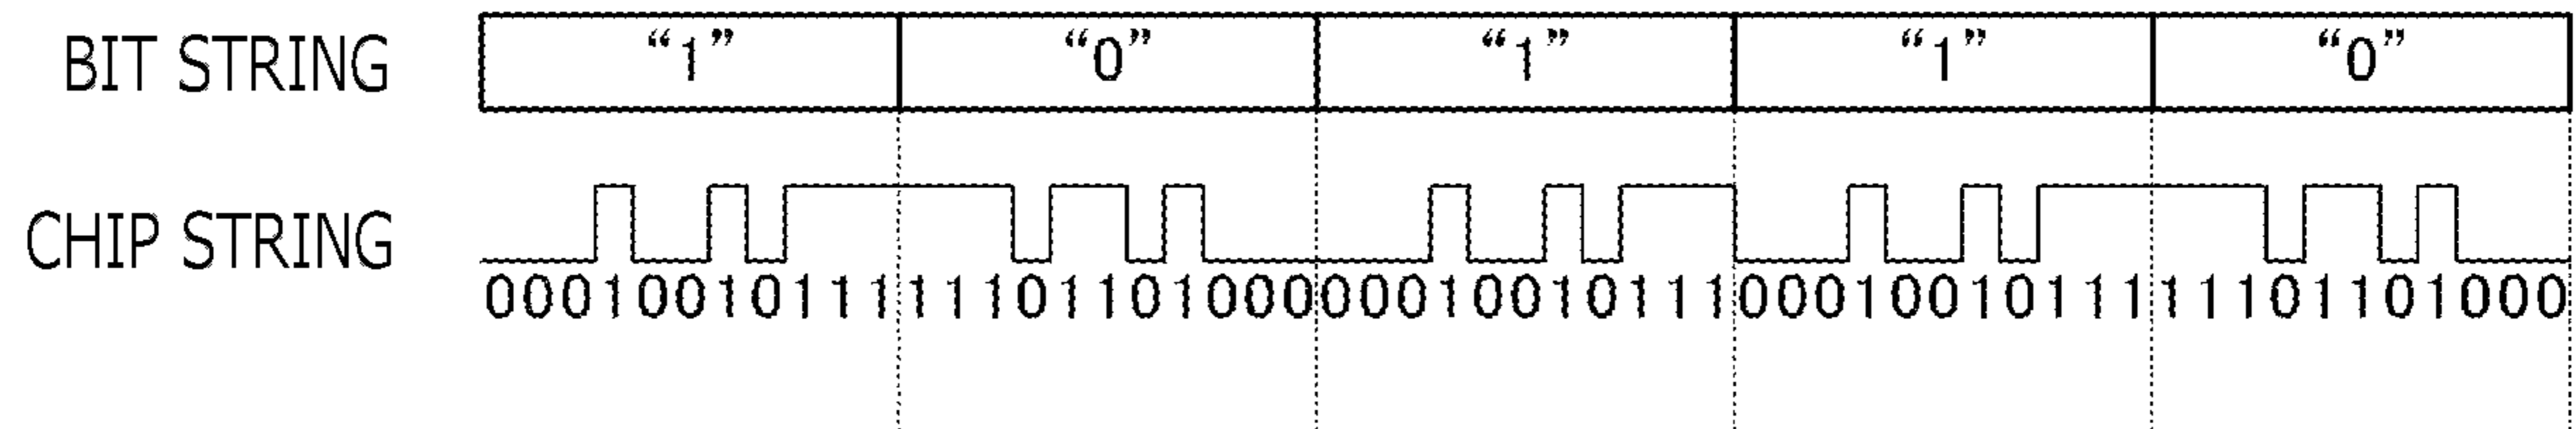 BIT STRING “1” “0” “1” “1” “0”
CHIP STRING
0001001011111101101000000100101110001001011111101101000